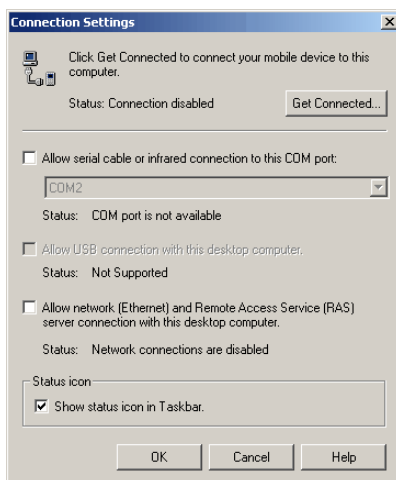 Connection Settings
Click Get Connected to connect your mobile device to this
computer.
Status: Connection disabled
Get Connected...
Allow serial cable or infrared connection to this COM port:
COM2
Status: COM port is not available
Allow USB connection with this desktop computer.
Status: Not Supported
Allow network (Ethernet) and Remote Access Service (RAS)
server connection with this desktop computer.
Status: Network connections are disabled
Status icon
Show status icon in Taskbar.
OK Cancel Help